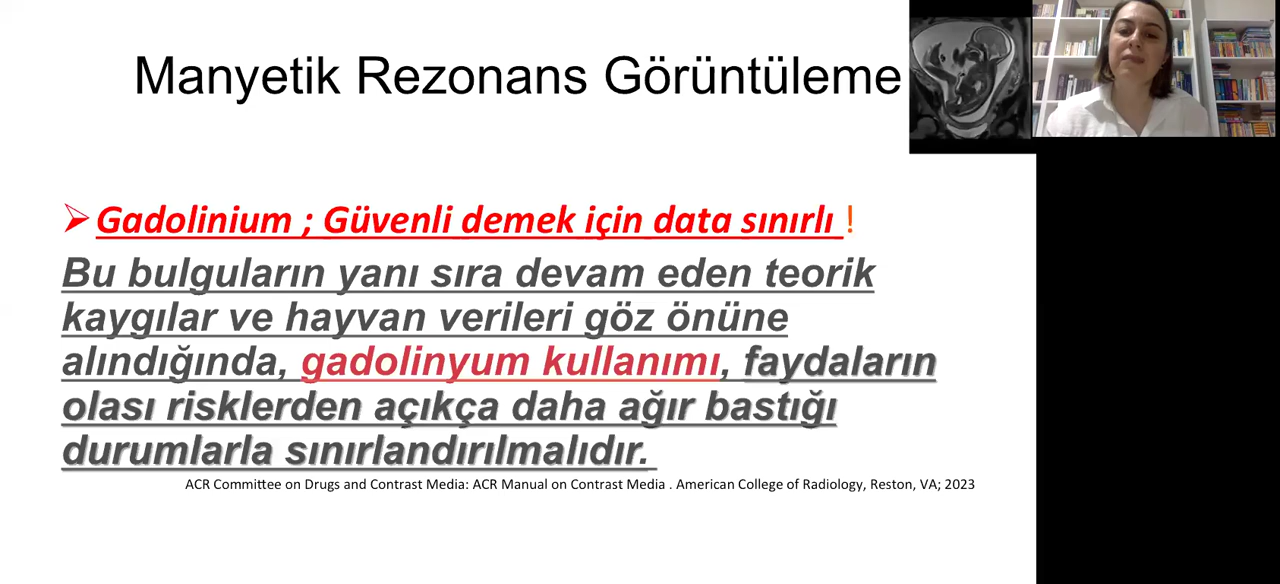 Manyetik Rezonans Görüntüleme
Gadolinium ; Güvenli demek için data sınırlı !
Bu bulguların yanı sıra devam eden teorik
kaygılar ve hayvan verileri göz önüne
alındığında, gadolinyum kullanımı, faydaların
olası risklerden açıkça daha ağır bastığı
durumlarla sınırlandırılmalıdır.
ACR Committee on Drugs and Contrast Media: ACR Manual on Contrast Media . American College of Radiology, Reston, VA; 2023